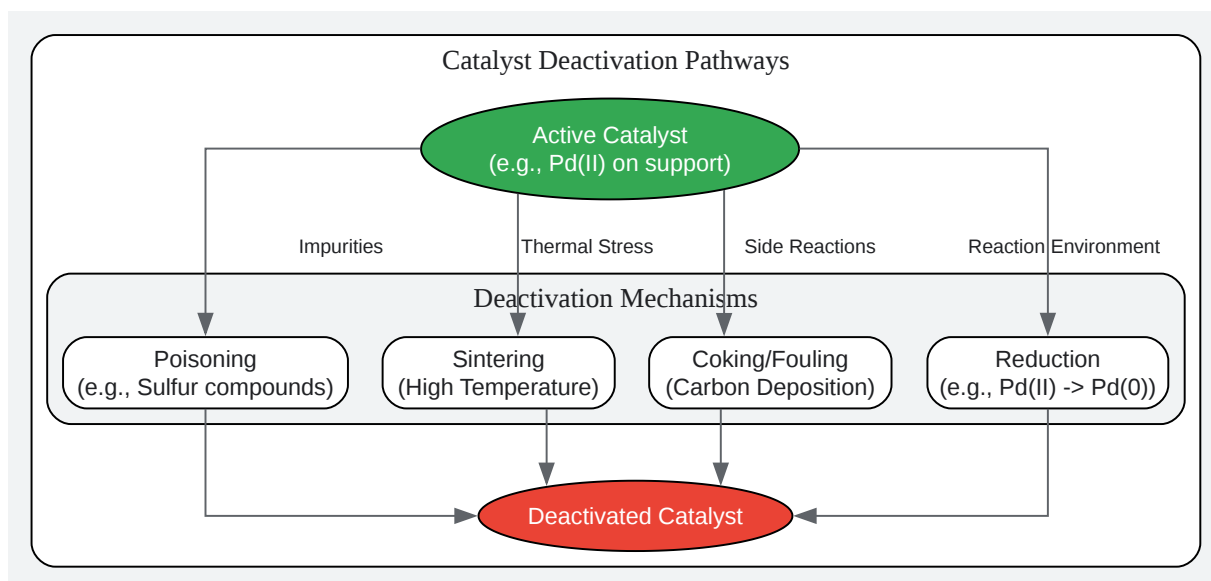 Catalyst Deactivation Pathways
Active Catalyst
(e.g., Pd(II) on support)
Impurities
Thermal Stress
Side Reactions
Reaction Environment
Deactivation Mechanisms
Poisoning
(e.g., Sulfur compounds)
Sintering
(High Temperature)
Coking/Fouling
(Carbon Deposition)
Reduction
(e.g., Pd(II) -> Pd(0))
Deactivated Catalyst